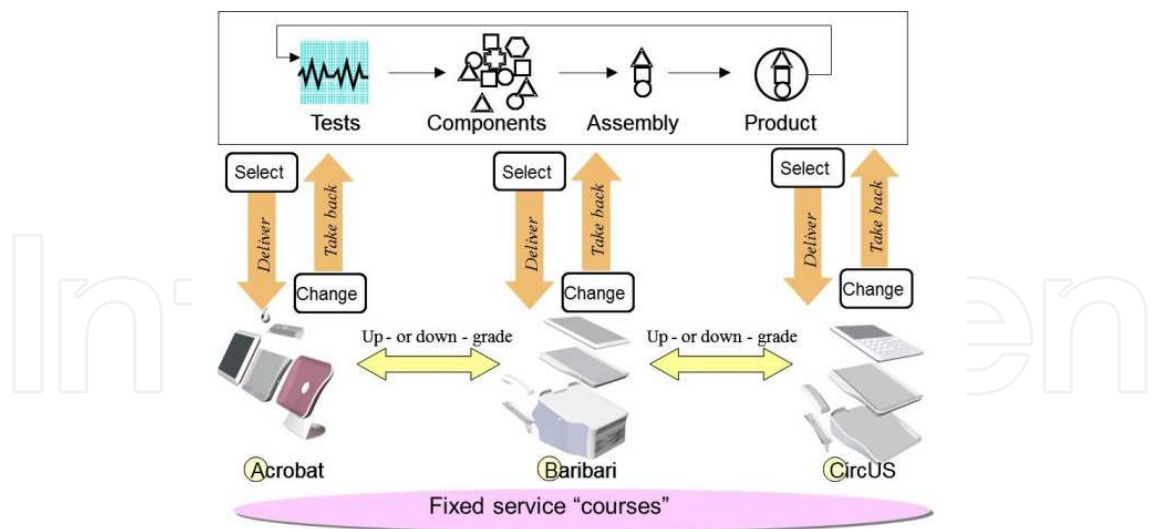 Tests Components Assembly Product
Select Select Select
Deliver Take back Deliver Take back Deliver Take back
Change Change Change
Up - or down - grade Up - or down - grade
Acrobat Baribari CircUS
Fixed service “courses”